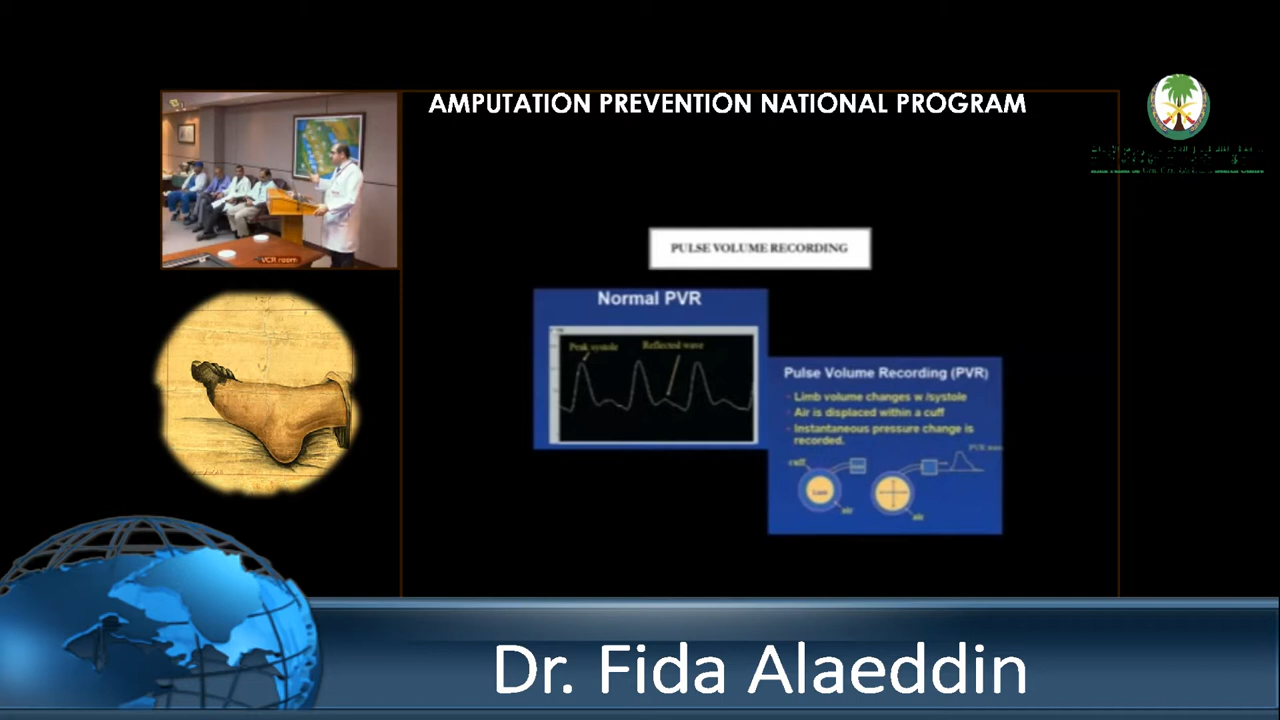 AMPUTATION PREVENTION NATIONAL PROGRAM
VCR room
PULSE VOLUME RECORDING
Normal PVR
Peak systole
Reflected wave
Pulse Volume Recording (PVR)
Limb volume changes w /systole
Air is displaced within a cuff
Instantaneous pressure change is
recorded.
cuff
air
air
PVR
Dr. Fida Alaeddin